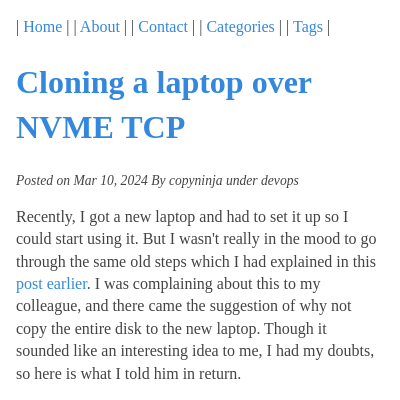 | Home | | About | | Contact | | Categories | | Tags |
Cloning a laptop over
NVME TCP
Posted on Mar 10, 2024 By copyninja under devops
Recently, I got a new laptop and had to set it up so I
could start using it. But I wasn't really in the mood to go
through the same old steps which I had explained in this
post earlier. I was complaining about this to my
colleague, and there came the suggestion of why not
copy the entire disk to the new laptop. Though it
sounded like an interesting idea to me, I had my doubts,
so here is what I told him in return.